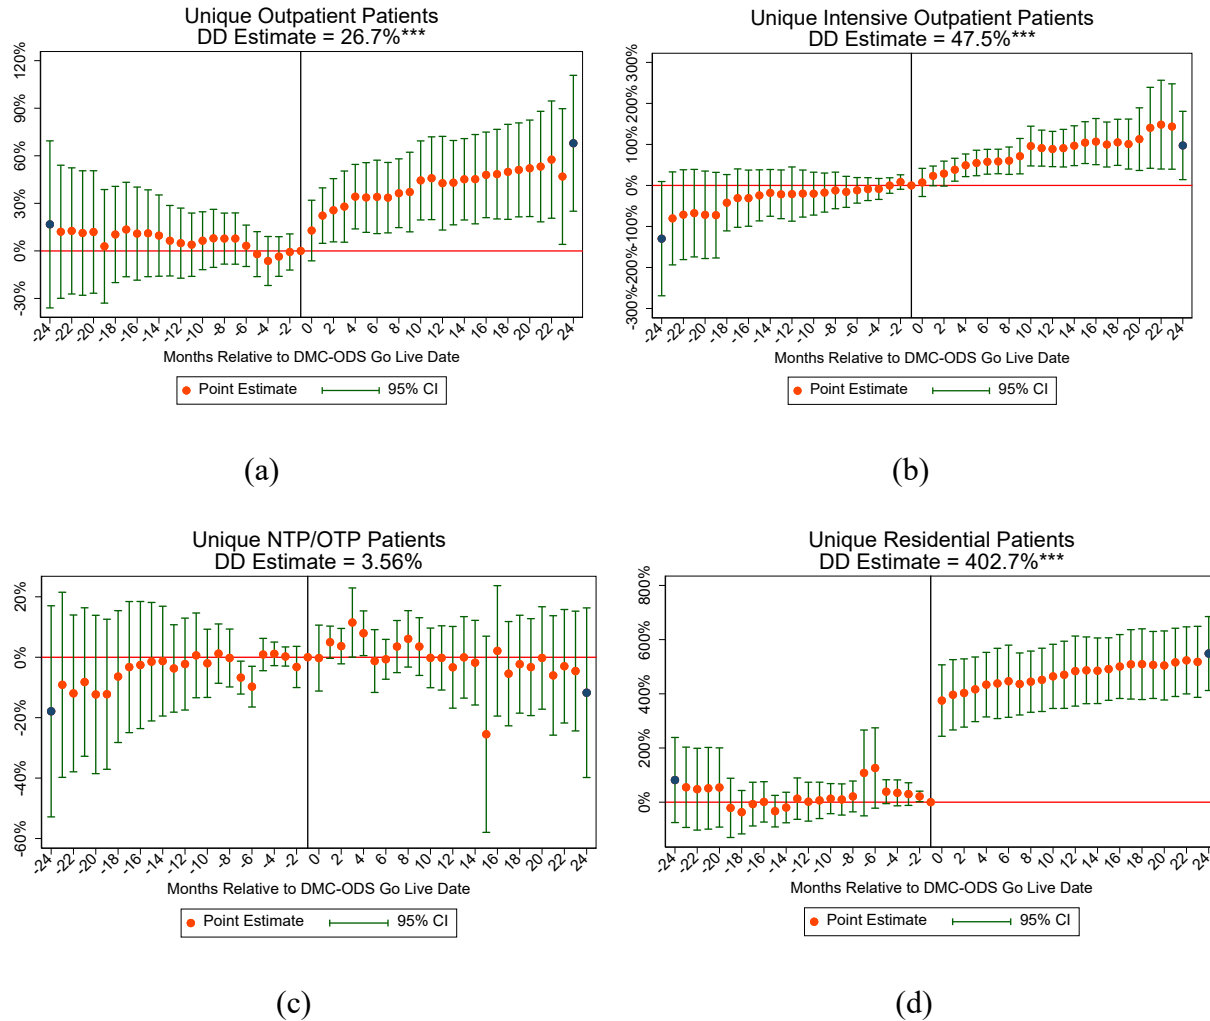 Unique Outpatient Patients
DD Estimate = 26.7%***
120%
90%
60%
30%
0%
-30%
-24 -22 -20 -18 -16 -14 -12 -10 -8 -6 -4 -2 0 2 4 6 8 10 12 14 16 18 20 22 24
Months Relative to DMC-ODS Go Live Date
Point Estimate 95% CI
(a)
Unique Intensive Outpatient Patients
DD Estimate = 47.5%***
300%
200%
100%
0%
-100%
-200%
-300%
-24 -22 -20 -18 -16 -14 -12 -10 -8 -6 -4 -2 0 2 4 6 8 10 12 14 16 18 20 22 24
Months Relative to DMC-ODS Go Live Date
Point Estimate 95% CI
(b)
Unique NTP/OTP Patients
DD Estimate = 3.56%
20%
0%
-20%
-40%
-60%
-24 -22 -20 -18 -16 -14 -12 -10 -8 -6 -4 -2 0 2 4 6 8 10 12 14 16 18 20 22 24
Months Relative to DMC-ODS Go Live Date
Point Estimate 95% CI
(c)
Unique Residential Patients
DD Estimate = 402.7%***
800%
600%
400%
200%
0%
-24 -22 -20 -18 -16 -14 -12 -10 -8 -6 -4 -2 0 2 4 6 8 10 12 14 16 18 20 22 24
Months Relative to DMC-ODS Go Live Date
Point Estimate 95% CI
(d)